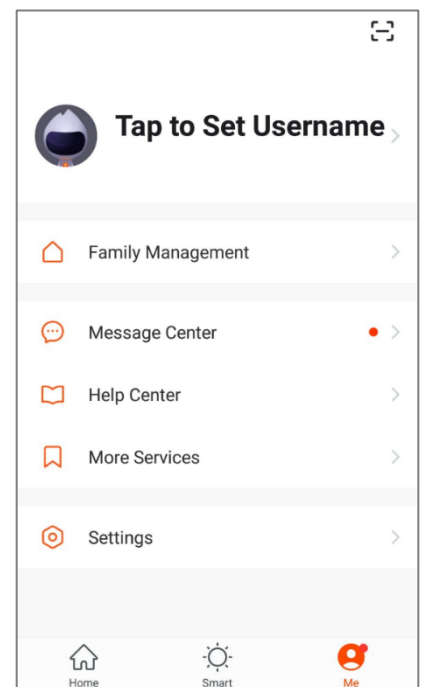 Tap to Set Username
Family Management
Message Center
Help Center
More Services
Settings
Home
Smart
Me